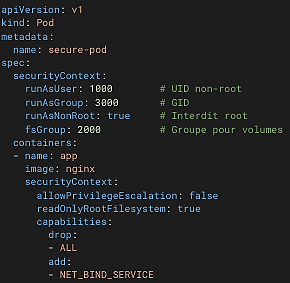 apiVersion: v1
kind: Pod
metadata:
  name: secure-pod
spec:
  securityContext:
    runAsUser: 1000       # UID non-root
    runAsGroup: 3000      # GID
    runAsNonRoot: true    # Interdit root
    fsGroup: 2000         # Groupe pour volumes
  containers:
  - name: app
    image: nginx
    securityContext:
      allowPrivilegeEscalation: false
      readOnlyRootFilesystem: true
      capabilities:
        drop:
        - ALL
        add:
        - NET_BIND_SERVICE